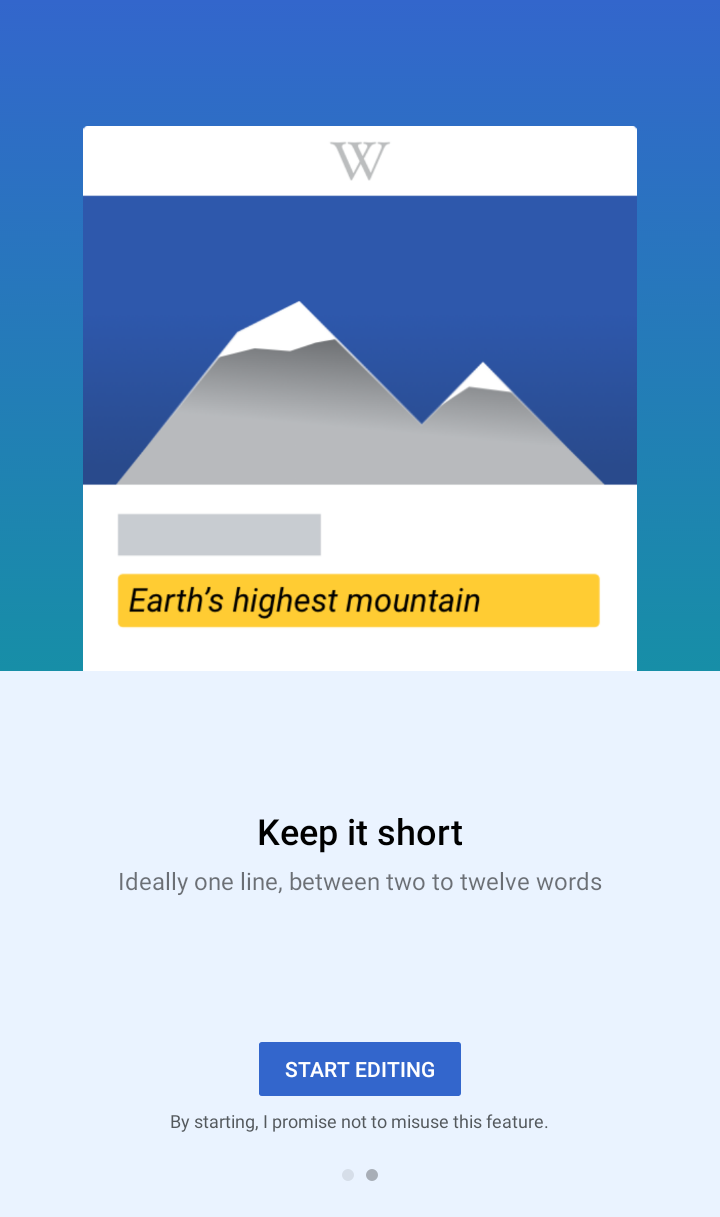 W
Earth's highest mountain
Keep it short
Ideally one line, between two to twelve words
START EDITING
By starting, I promise not to misuse this feature.